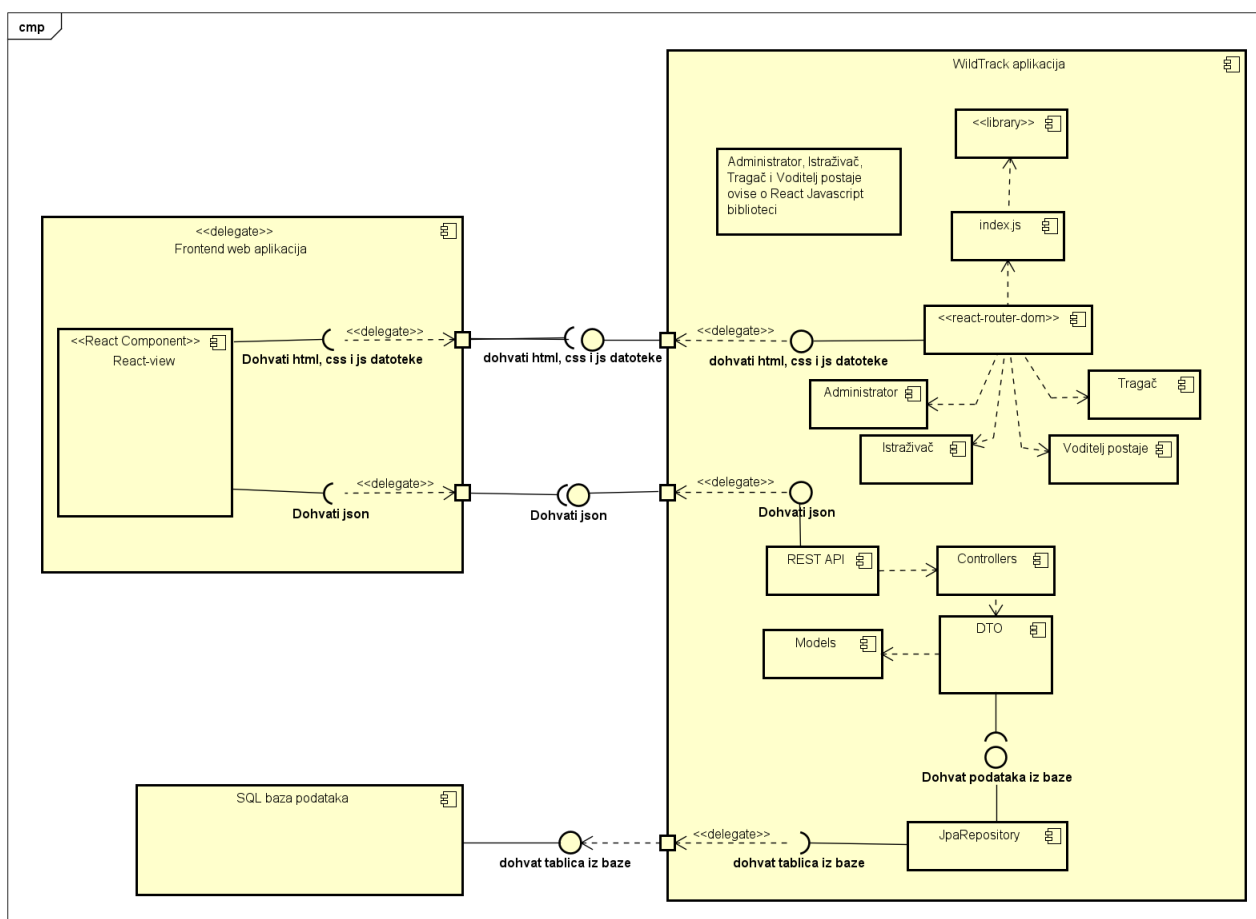 cmp
WildTrack aplikacija
<<library>>
Administrator, Istraživač,
Tragač i Voditelj postaje
ovise o React Javascript
biblioteci
index.js
<<delegate>>
Frontend web aplikacija
<<react-router-dom>>
<<React Component>>
React-view
<<delegate>>
Dohvati html, css i js datoteke
dohvati html, css i js datoteke
<<delegate>>
dohvati html, css i js datoteke
Administrator
Tragač
Istraživač
Voditelj postaje
<<delegate>>
Dohvati json
Dohvati json
<<delegate>>
Dohvati json
REST API
Controllers
DTO
Models
Dohvat podataka iz baze
SQL baza podataka
dohvat tablica iz baze
<<delegate>>
dohvat tablica iz baze
JpaRepository